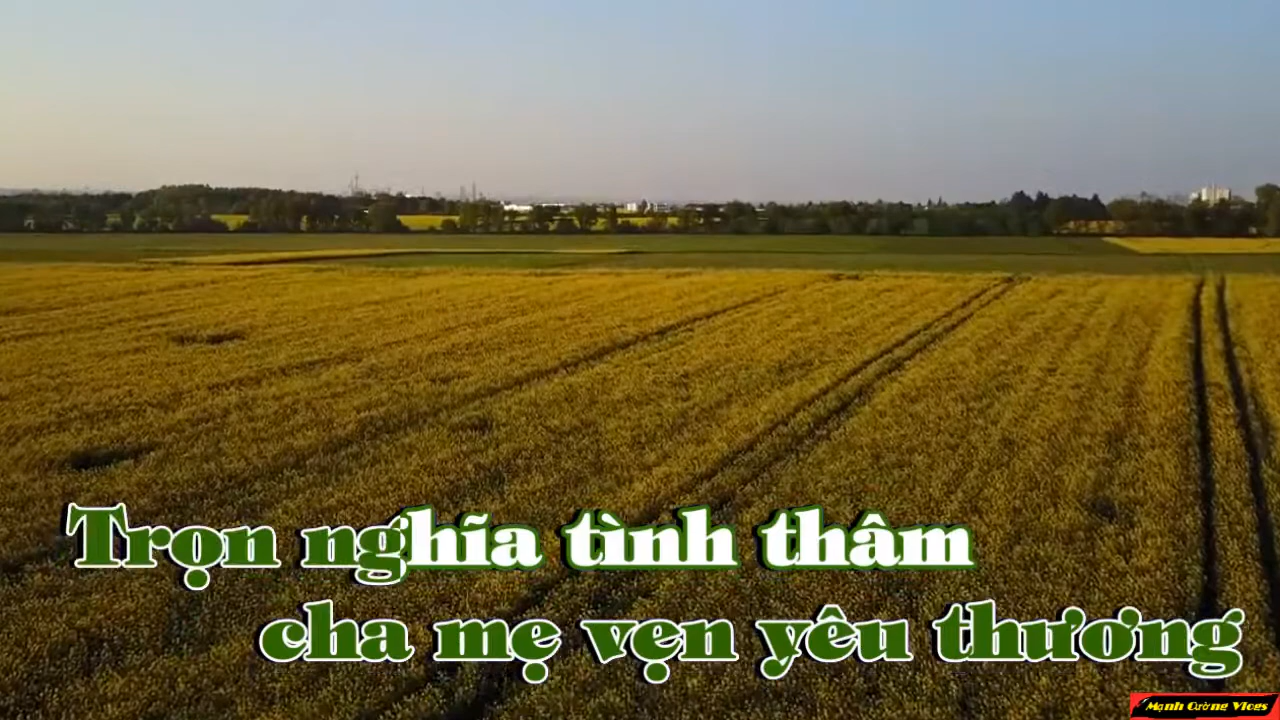 Trọn nghĩa tình thâm
cha mẹ vẹn yêu thương
Mạnh Cường Vlogs